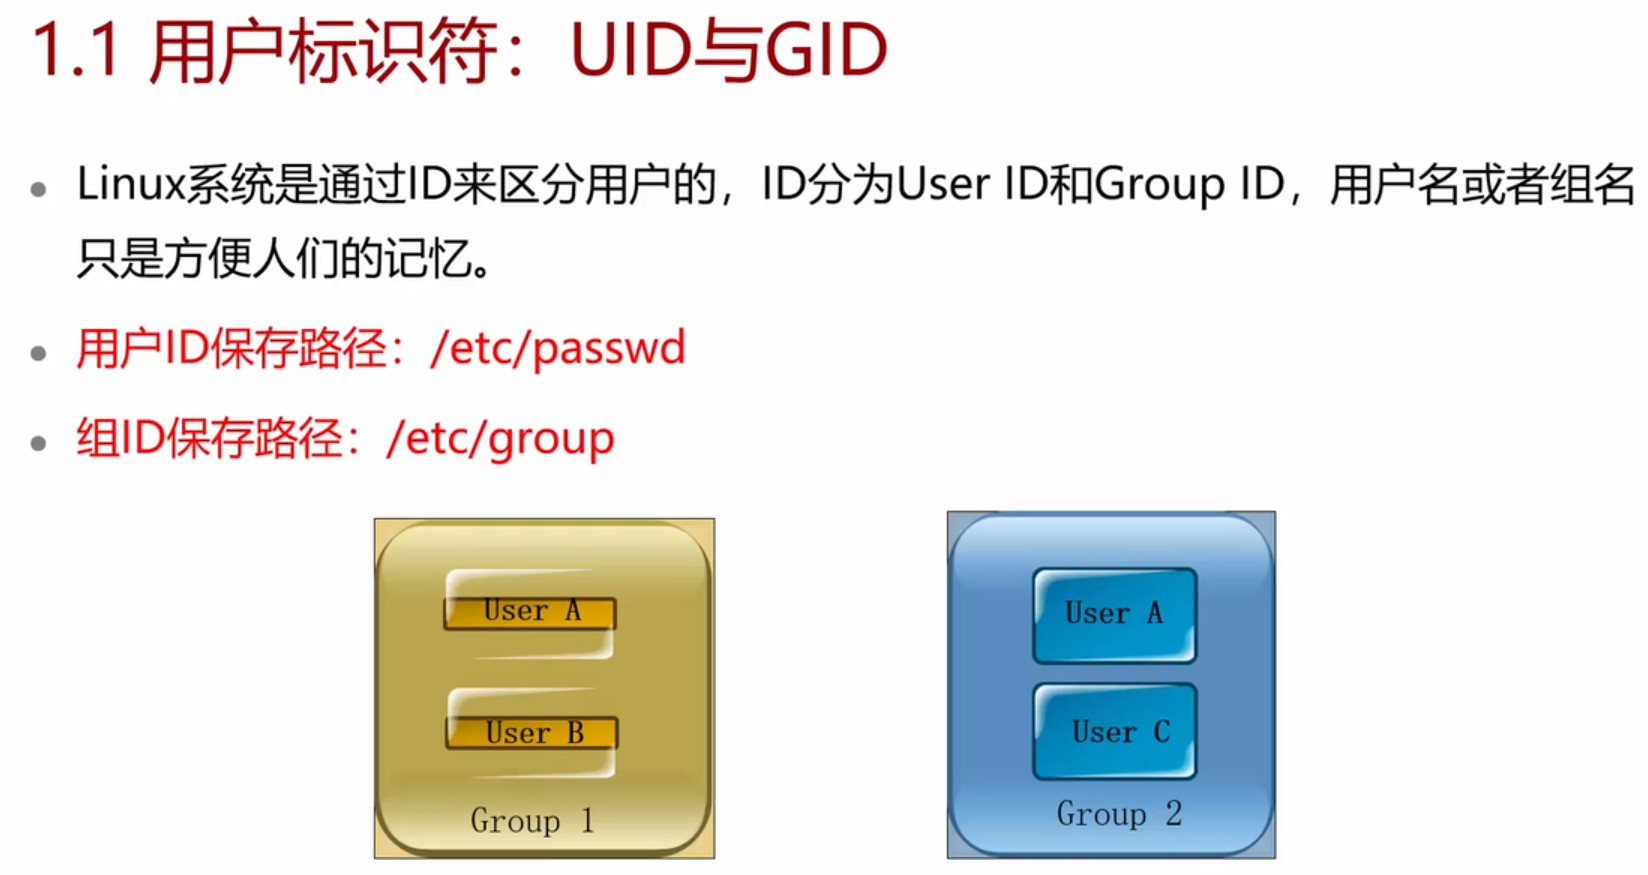 1.1 用户标识符：UID与GID
Linux系统是通过ID来区分用户的，ID分为User ID和Group ID，用户名或者组名
只是方便人们的记忆。
用户ID保存路径：/etc/passwd
组ID保存路径：/etc/group
User A
User B
Group 1
User A
User C
Group 2